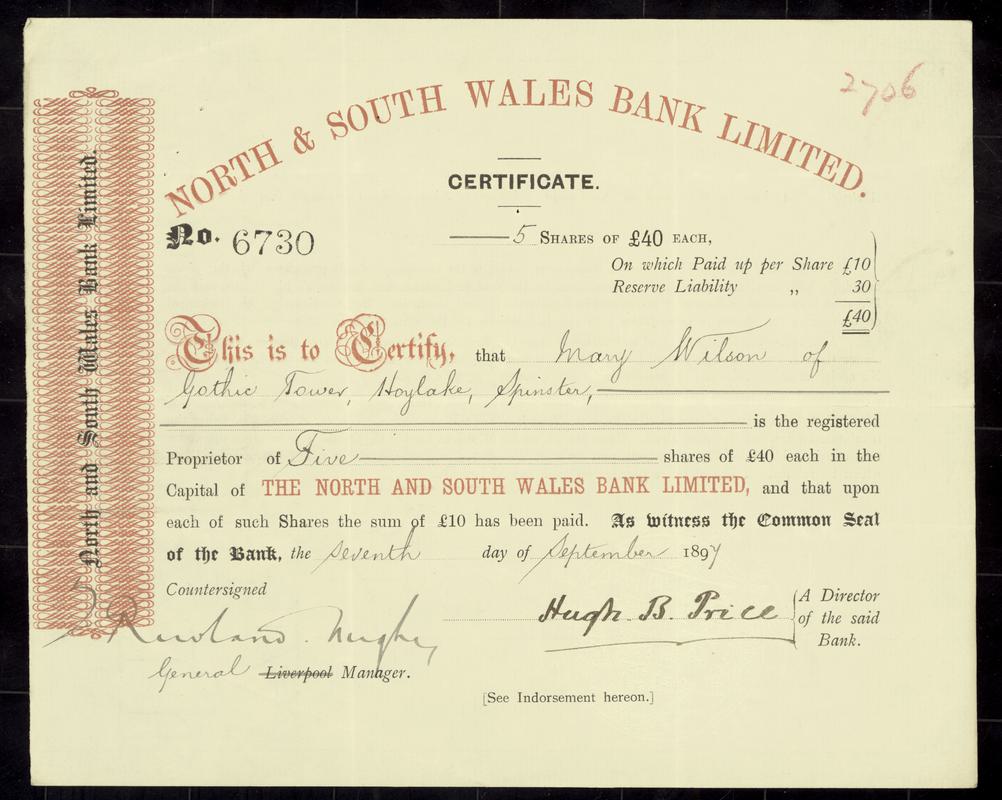 2706
NORTH & SOUTH WALES BANK LIMITED.
North and South Wales Bank Limited.
CERTIFICATE.
No. 6730
5 SHARES OF £40 EACH,
On which Paid up per Share £10
Reserve Liability „ 30
£40
This is to Certify, that Mary Wilson of
Gothic Tower, Hoylake, Spinster,
is the registered
Proprietor of Five shares of £40 each in the
Capital of THE NORTH AND SOUTH WALES BANK LIMITED, and that upon
each of such Shares the sum of £10 has been paid. As witness the Common Seal
of the Bank, the seventh day of September 1897
Countersigned
Rowland Hughes
Hugh B. Price
A Director
of the said
Bank.
General Liverpool Manager.
[See Indorsement hereon.]